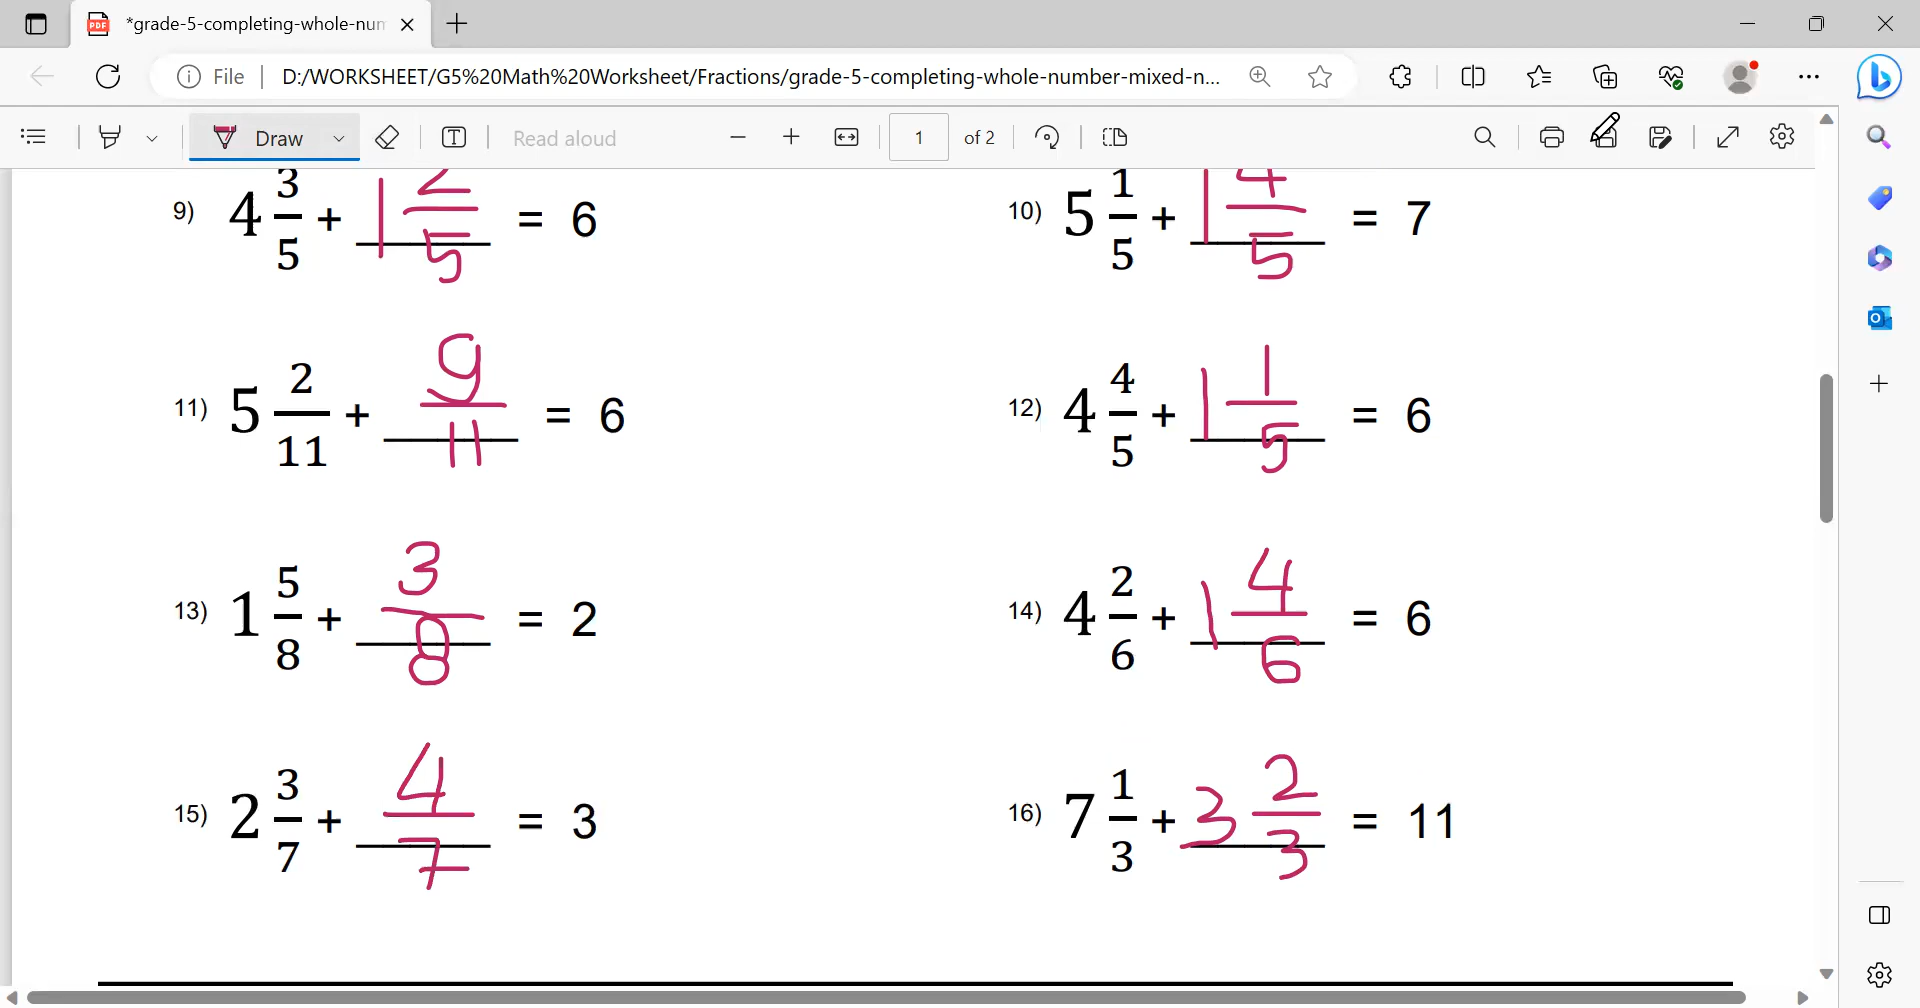 *grade-5-completing-whole-num
File D:/WORKSHEET/G5%20Math%20Worksheet/Fractions/grade-5-completing-whole-number-mixed-n...
Draw Read aloud 1 of 2
9) 4 3/5 + 1 2/5 = 6
10) 5 1/5 + 1 4/5 = 7
11) 5 2/11 + 9/11 = 6
12) 4 4/5 + 1 1/5 = 6
13) 1 5/8 + 3/8 = 2
14) 4 2/6 + 1 4/6 = 6
15) 2 3/7 + 4/7 = 3
16) 7 1/3 + 3 2/3 = 11